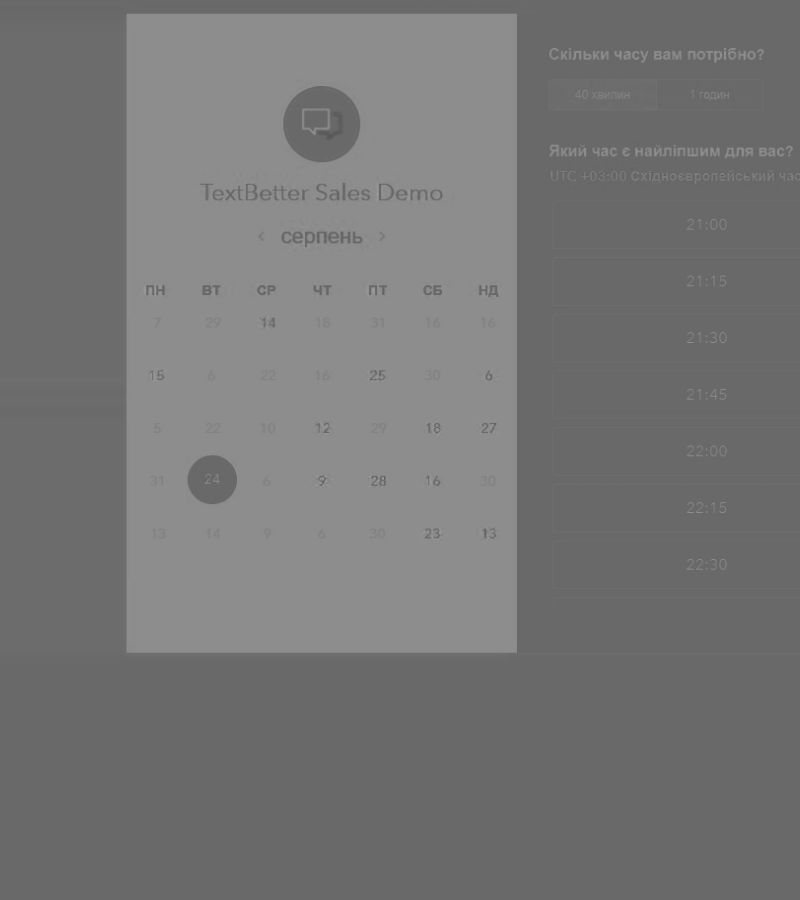 TextBetter Sales Demo
‹ серпень ›
ПН ВТ СР ЧТ ПТ СБ НД
7 29 14 18 31 16 16
15 6 22 16 25 30 6
5 22 10 12 29 18 27
31 24 6 9 28 16 30
13 14 9 6 30 23 13
Скільки часу вам потрібно?
40 хвилин 1 годин
Який час є найліпшим для вас?
UTC +03:00 Східноєвропейський час
21:00
21:15
21:30
21:45
22:00
22:15
22:30